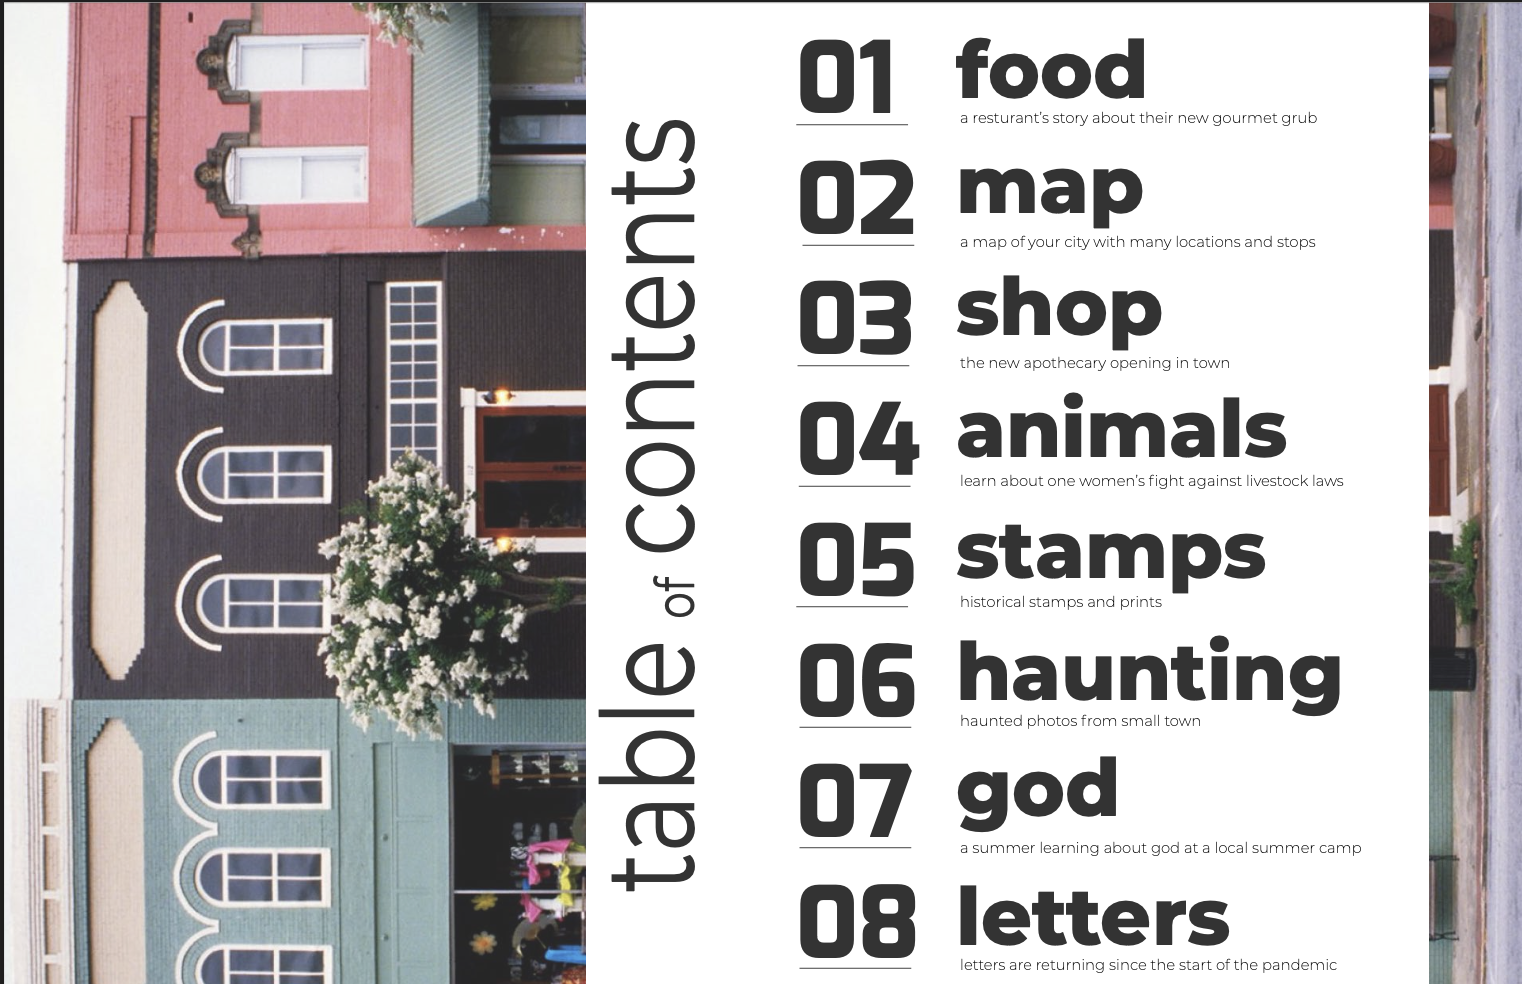 table of contents
01
food
a resturant's story about their new gourmet grub
02
map
a map of your city with many locations and stops
03
shop
the new apothecary opening in town
04
animals
learn about one women's fight against livestock laws
05
stamps
historical stamps and prints
06
haunting
haunted photos from small town
07
god
a summer learning about god at a local summer camp
08
letters
letters are returning since the start of the pandemic